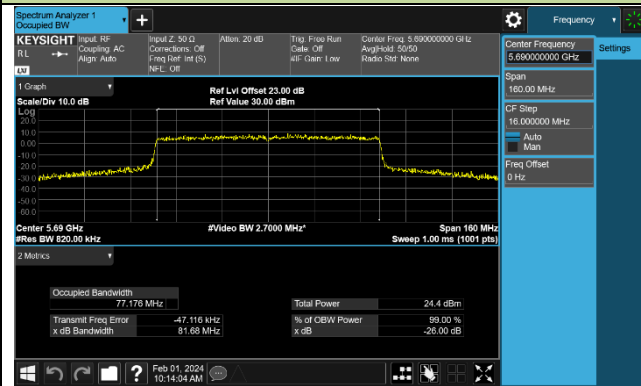 Spectrum Analyzer 1
Occupied BW
+
Frequency
KEYSIGHT
RL
LXI
Input: RF
Coupling: AC
Align: Auto
Input Z: 50 Ω
Corrections: Off
Freq Ref: Int (S)
NFE: Off
Atten: 20 dB
Trig: Free Run
Gate: Off
#IF Gain: Low
Center Freq: 5.690000000 GHz
Avg|Hold: 50/50
Radio Std: None
Center Frequency
5.690000000 GHz
Settings
Span
160.00 MHz
CF Step
16.000000 MHz
Auto
Man
Freq Offset
0 Hz
1 Graph
Scale/Div 10.0 dB
Ref Lvl Offset 23.00 dB
Ref Value 30.00 dBm
Log
20.0
10.0
0.00
-10.0
-20.0
-30.0
-40.0
-50.0
-60.0
Center 5.69 GHz
#Video BW 2.7000 MHz*
Span 160 MHz
#Res BW 820.00 kHz
Sweep 1.00 ms (1001 pts)
2 Metrics
Occupied Bandwidth
77.176 MHz
Total Power
24.4 dBm
Transmit Freq Error
-47.116 kHz
% of OBW Power
99.00 %
x dB Bandwidth
81.68 MHz
x dB
-26.00 dB
?
Feb 01, 2024
10:14:04 AM